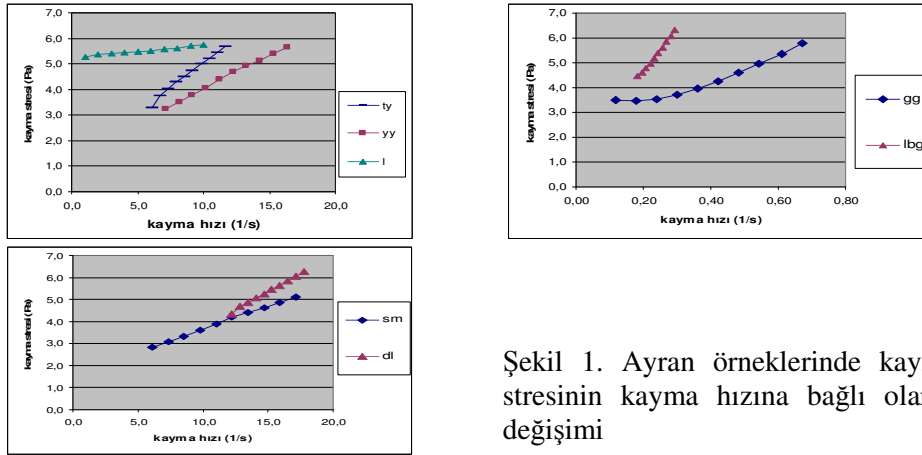 7,0
6,0
5,0
4,0
3,0
2,0
1,0
0,0
kayma stresi (Pa)
0,0 5,0 10,0 15,0 20,0
kayma hızı (1/s)
ty
yy
l
7,0
6,0
5,0
4,0
3,0
2,0
1,0
0,0
kayma stresi (Pa)
0,00 0,20 0,40 0,60 0,80
kayma hızı (1/s)
gg
lbg
7,0
6,0
5,0
4,0
3,0
2,0
1,0
0,0
kayma stresi (Pa)
0,0 5,0 10,0 15,0 20,0
kayma hızı (1/s)
sm
dl
Şekil 1. Ayran örneklerinde kay
stresinin kayma hızına bağlı olar
değişimi